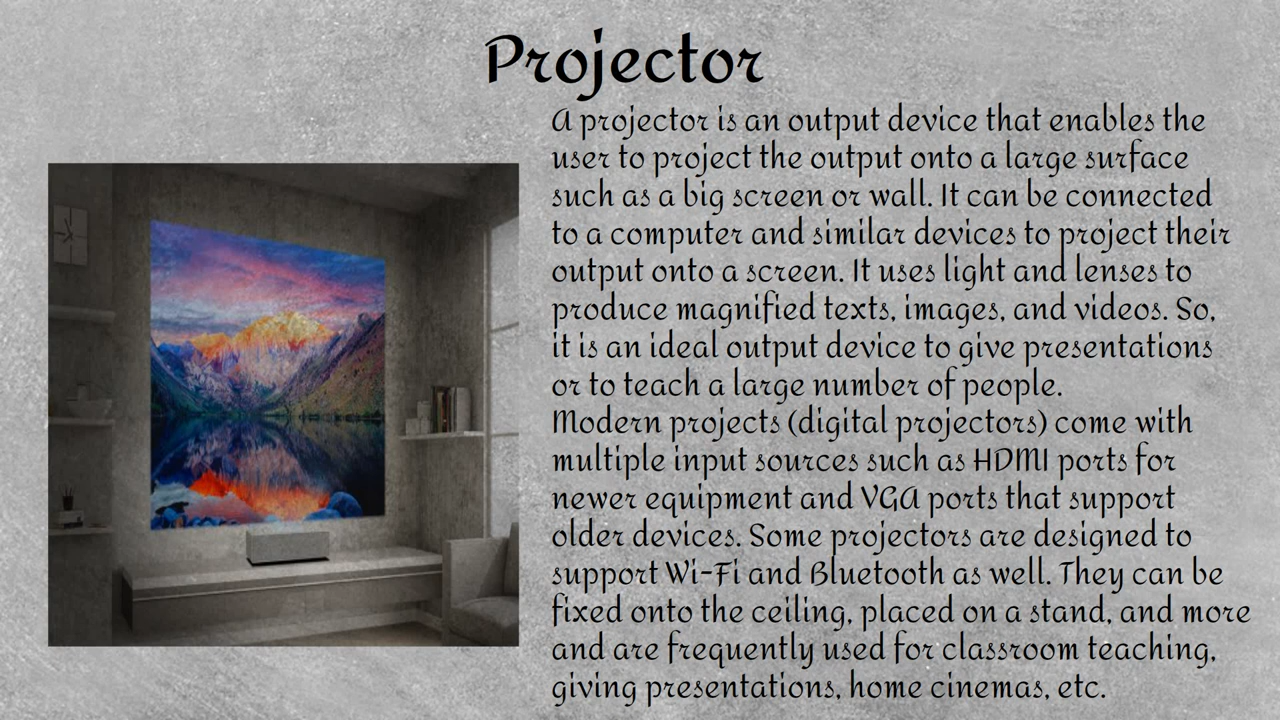 Projector
A projector is an output device that enables the
user to project the output onto a large surface
such as a big screen or wall. It can be connected
to a computer and similar devices to project their
output onto a screen. It uses light and lenses to
produce magnified texts, images, and videos. So,
it is an ideal output device to give presentations
or to teach a large number of people.
Modern projects (digital projectors) come with
multiple input sources such as HDMI ports for
newer equipment and VGA ports that support
older devices. Some projectors are designed to
support Wi-Fi and Bluetooth as well. They can be
fixed onto the ceiling, placed on a stand, and more
and are frequently used for classroom teaching,
giving presentations, home cinemas, etc.